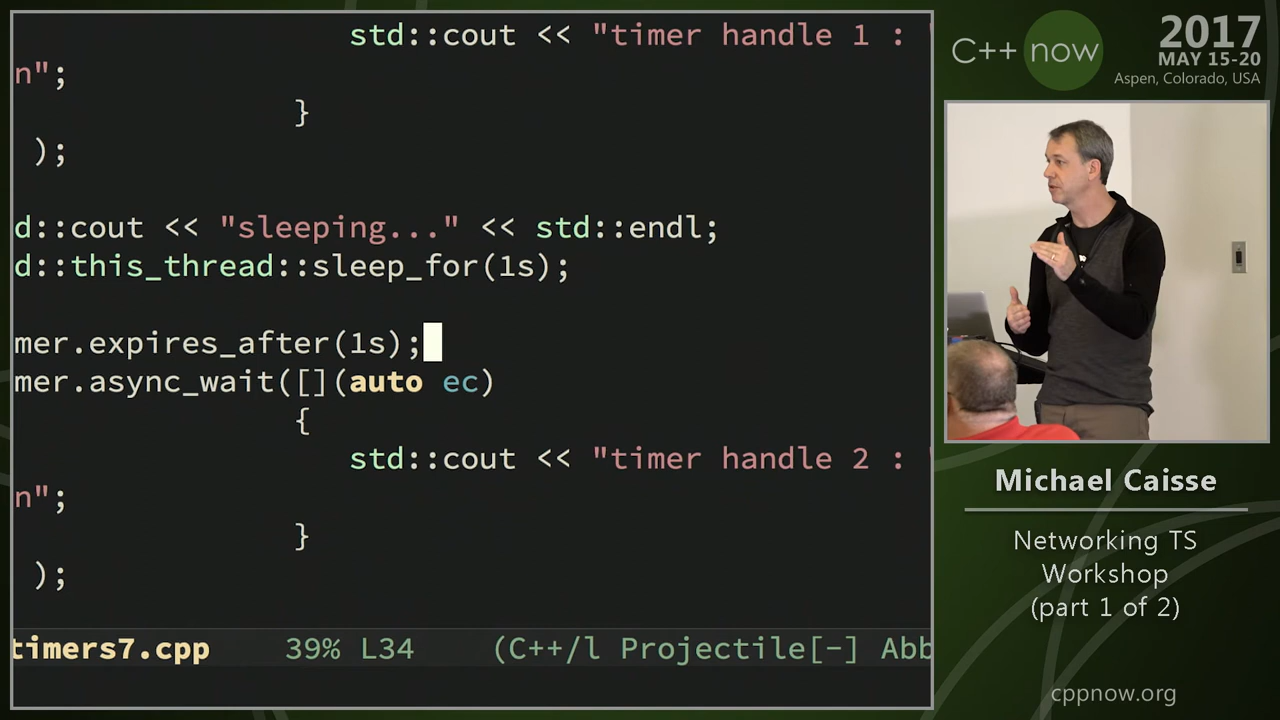 std::cout << "timer handle 1 :
n";
}
);
d::cout << "sleeping..." << std::endl;
d::this_thread::sleep_for(1s);
mer.expires_after(1s);
mer.async_wait([](auto ec)
{
std::cout << "timer handle 2 :
n";
}
);
timers7.cpp 39% L34 (C++/l Projectile[-] Abb
C++ now
2017
MAY 15-20
Aspen, Colorado, USA
Michael Caisse
Networking TS
Workshop
(part 1 of 2)
cppnow.org